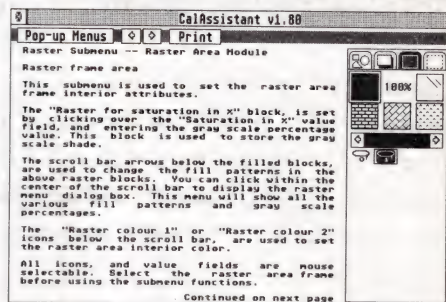 CalAssistant v1.80
Pop-up Menus Print
Raster Submenu -- Raster Area Module
Raster frame area
This submenu is used to set the raster area
frame interior attributes.
The "Raster for saturation in %" block, is set
by clicking over the "Saturation in %" value
field, and entering the gray scale percentage
value. This block is used to store the gray
scale shade.
The scroll bar arrows below the filled blocks,
are used to change the fill patterns in the
above raster blocks. You can click within the
center of the scroll bar to display the raster
menu dialog box. This menu will show all the
various fill patterns and gray scale
percentages.
The "Raster colour 1" or "Raster colour 2"
icons below the scroll bar, are used to set
the raster area interior color.
All icons, and value fields are mouse
selectable. Select the raster area frame
before using the submenu functions.
Continued on next page
100%